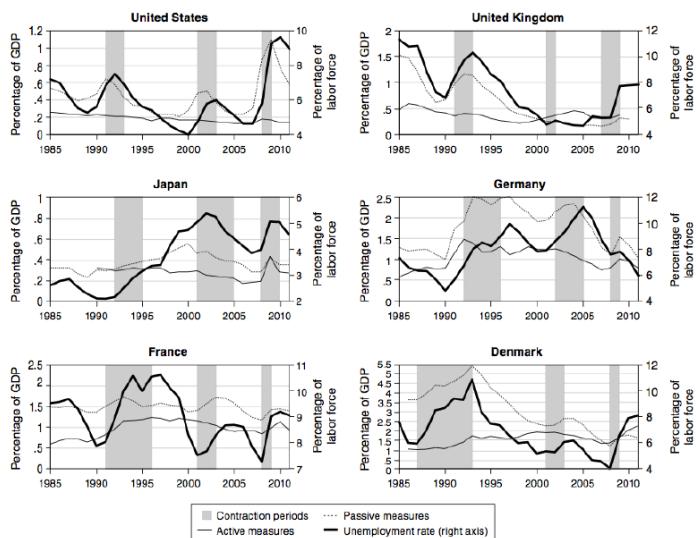 United States
Percentage of GDP
1.2
1
.8
.6
.4
.2
0
10
8
6
4
Percentage of
labor force
1985 1990 1995 2000 2005 2010
United Kingdom
Percentage of GDP
2
1.5
1
.5
0
12
10
8
6
4
Percentage of
labor force
1985 1990 1995 2000 2005 2010
Japan
Percentage of GDP
1
.8
.6
.4
.2
0
6
5
4
3
2
Percentage of
labor force
1985 1990 1995 2000 2005 2010
Germany
Percentage of GDP
3
2.5
2
1.5
1
.5
0
12
10
8
6
4
Percentage of
labor force
1985 1990 1995 2000 2005 2010
France
Percentage of GDP
2.5
2
1.5
1
.5
0
11
10
9
8
7
Percentage of
labor force
1985 1990 1995 2000 2005 2010
Denmark
Percentage of GDP
5.5
5
4.5
4
3.5
3
2.5
2
1.5
1
.5
0
12
10
8
6
4
Percentage of
labor force
1985 1990 1995 2000 2005 2010
Contraction periods Passive measures
Active measures Unemployment rate (right axis)